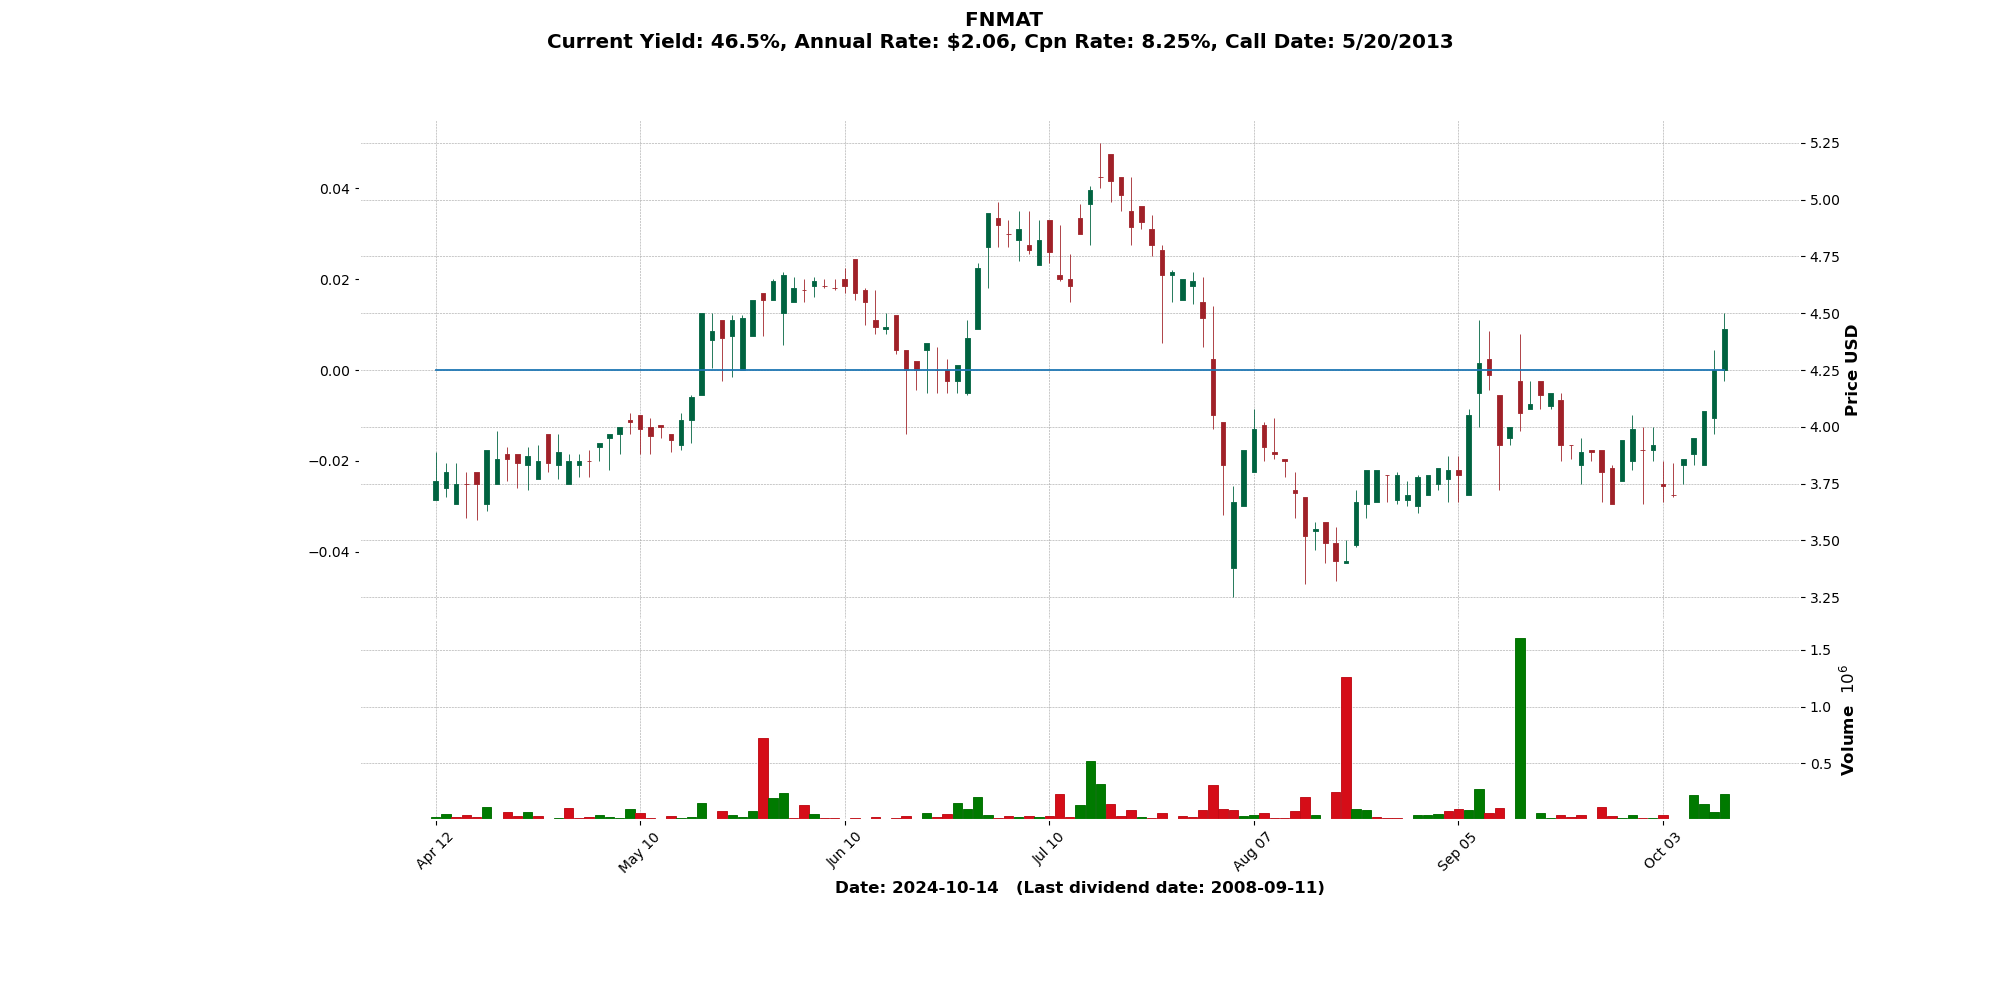 FNMAT
Current Yield: 46.5%, Annual Rate: $2.06, Cpn Rate: 8.25%, Call Date: 5/20/2013
0.04
0.02
0.00
−0.02
−0.04
5.25
5.00
4.75
4.50
4.25
4.00
3.75
3.50
3.25
Price USD
1.5
1.0
0.5
Volume 10^6
Apr 12
May 10
Jun 10
Jul 10
Aug 07
Sep 05
Oct 03
Date: 2024-10-14 (Last dividend date: 2008-09-11)